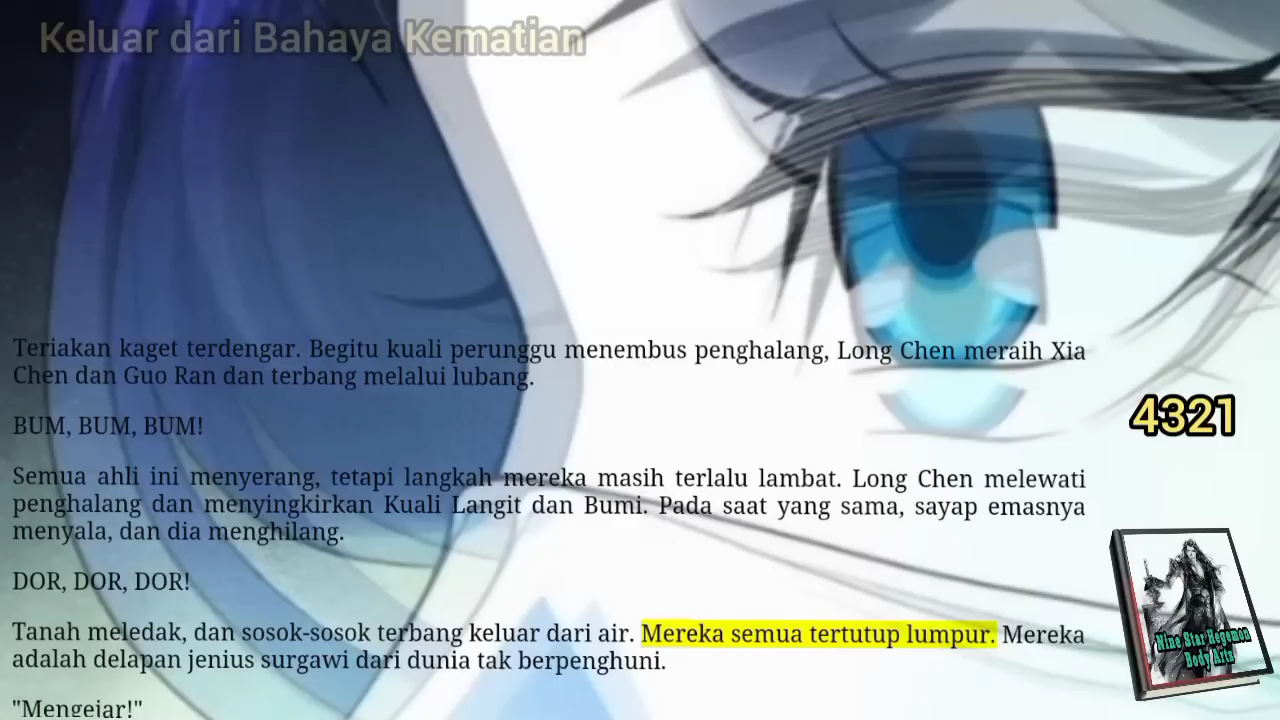 Keluar dari Bahaya Kematian
Teriakan kaget terdengar. Begitu kuali perunggu menembus penghalang, Long Chen meraih Xia
Chen dan Guo Ran dan terbang melalui lubang.
BUM, BUM, BUM!
Semua ahli ini menyerang, tetapi langkah mereka masih terlalu lambat. Long Chen melewati
penghalang dan menyingkirkan Kuali Langit dan Bumi. Pada saat yang sama, sayap emasnya
menyala, dan dia menghilang.
DOR, DOR, DOR!
Tanah meledak, dan sosok-sosok terbang keluar dari air. Mereka semua tertutup lumpur. Mereka
adalah delapan jenius surgawi dari dunia tak berpenghuni.
"Mengejar!"
4321
Nine Star Hegemon
Body Arts